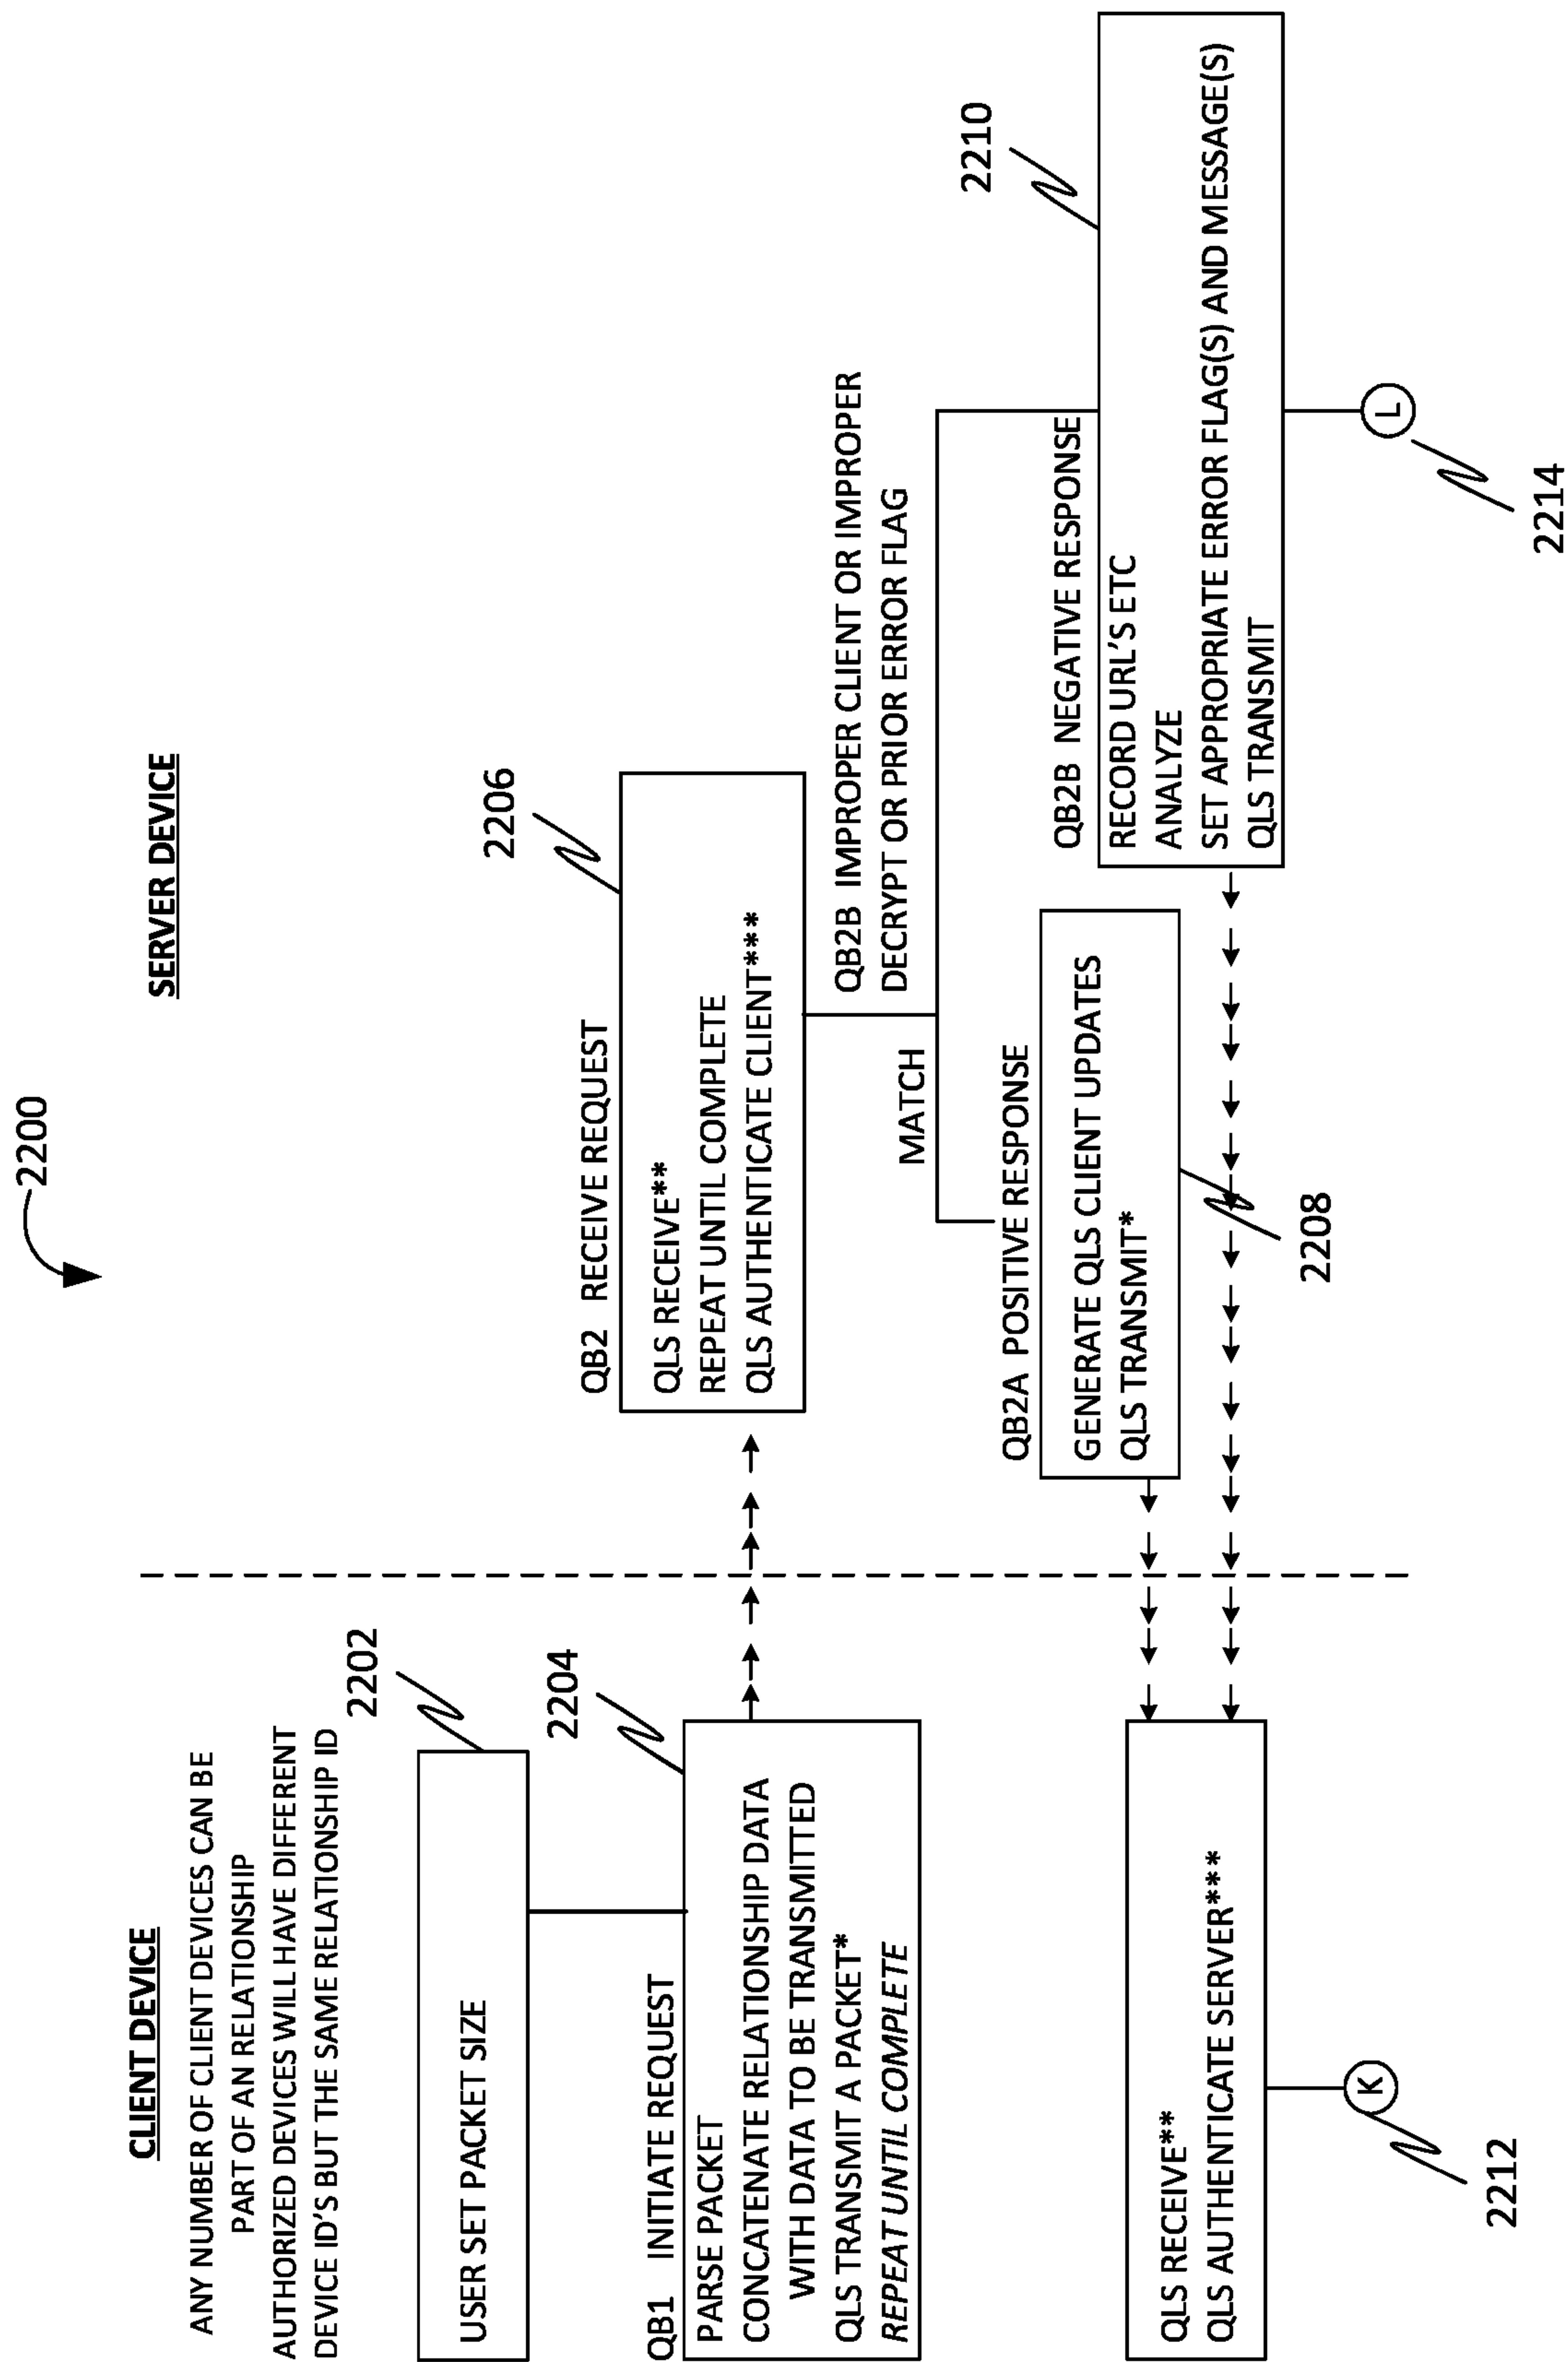 2200
CLIENT DEVICE
SERVER DEVICE
ANY NUMBER OF CLIENT DEVICES CAN BE
PART OF AN RELATIONSHIP
AUTHORIZED DEVICES WILL HAVE DIFFERENT
DEVICE ID'S BUT THE SAME RELATIONSHIP ID
2202
USER SET PACKET SIZE
2204
QB1 INITIATE REQUEST
PARSE PACKET
CONCATENATE RELATIONSHIP DATA
WITH DATA TO BE TRANSMITTED
QLS TRANSMIT A PACKET*
REPEAT UNTIL COMPLETE
2206
QB2 RECEIVE REQUEST
QLS RECEIVE**
REPEAT UNTIL COMPLETE
QLS AUTHENTICATE CLIENT***
QB2B IMPROPER CLIENT OR IMPROPER
DECRYPT OR PRIOR ERROR FLAG
MATCH
QB2A POSITIVE RESPONSE
GENERATE QLS CLIENT UPDATES
QLS TRANSMIT*
2208
2210
QB2B NEGATIVE RESPONSE
RECORD URL'S ETC
ANALYZE
SET APPROPRIATE ERROR FLAG(S) AND MESSAGE(S)
QLS TRANSMIT
L
2214
QLS RECEIVE**
QLS AUTHENTICATE SERVER***
K
2212